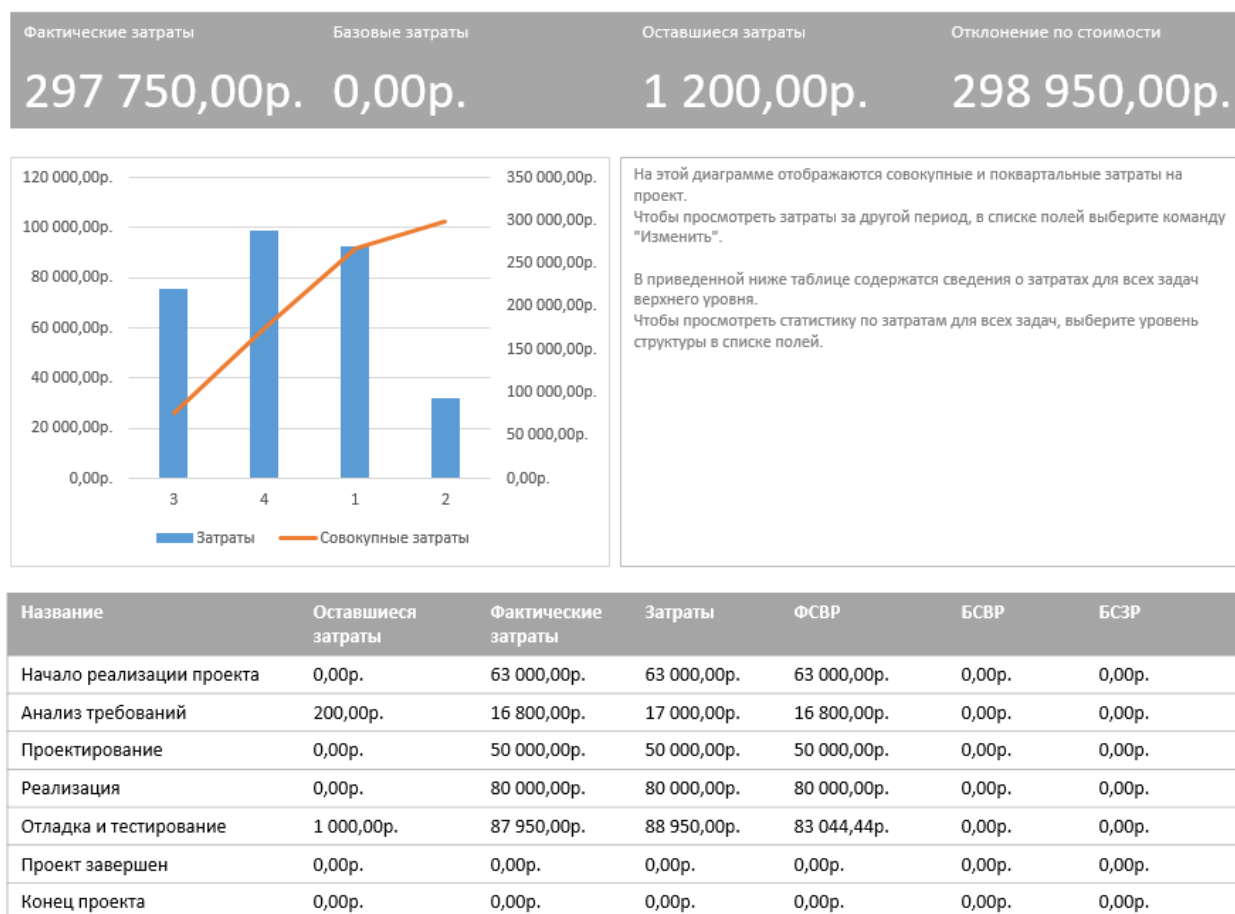 Фактические затраты
Базовые затраты
Оставшиеся затраты
Отклонение по стоимости
297 750,00р.
0,00р.
1 200,00р.
298 950,00р.
120 000,00р.
100 000,00р.
80 000,00р.
60 000,00р.
40 000,00р.
20 000,00р.
0,00р.
350 000,00р.
300 000,00р.
250 000,00р.
200 000,00р.
150 000,00р.
100 000,00р.
50 000,00р.
0,00р.
3 4 1 2
Затраты Совокупные затраты
На этой диаграмме отображаются совокупные и поквартальные затраты на
проект.
Чтобы просмотреть затраты за другой период, в списке полей выберите команду
"Изменить".
В приведенной ниже таблице содержатся сведения о затратах для всех задач
верхнего уровня.
Чтобы просмотреть статистику по затратам для всех задач, выберите уровень
структуры в списке полей.
Название Оставшиеся затраты Фактические затраты Затраты ФСВР БСВР БСЗР
Начало реализации проекта 0,00р. 63 000,00р. 63 000,00р. 63 000,00р. 0,00р. 0,00р.
Анализ требований 200,00р. 16 800,00р. 17 000,00р. 16 800,00р. 0,00р. 0,00р.
Проектирование 0,00р. 50 000,00р. 50 000,00р. 50 000,00р. 0,00р. 0,00р.
Реализация 0,00р. 80 000,00р. 80 000,00р. 80 000,00р. 0,00р. 0,00р.
Отладка и тестирование 1 000,00р. 87 950,00р. 88 950,00р. 83 044,44р. 0,00р. 0,00р.
Проект завершен 0,00р. 0,00р. 0,00р. 0,00р. 0,00р. 0,00р.
Конец проекта 0,00р. 0,00р. 0,00р. 0,00р. 0,00р. 0,00р.